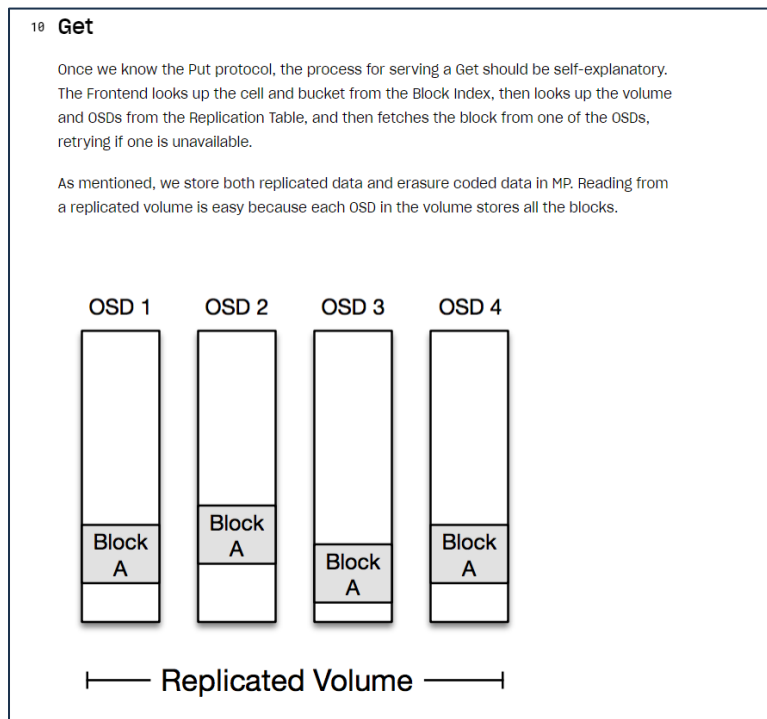 10 Get
Once we know the Put protocol, the process for serving a Get should be self-explanatory.
The Frontend looks up the cell and bucket from the Block Index, then looks up the volume
and OSDs from the Replication Table, and then fetches the block from one of the OSDs,
retrying if one is unavailable.
As mentioned, we store both replicated data and erasure coded data in MP. Reading from
a replicated volume is easy because each OSD in the volume stores all the blocks.
OSD 1 OSD 2 OSD 3 OSD 4
Block
A
Block
A
Block
A
Block
A
Replicated Volume